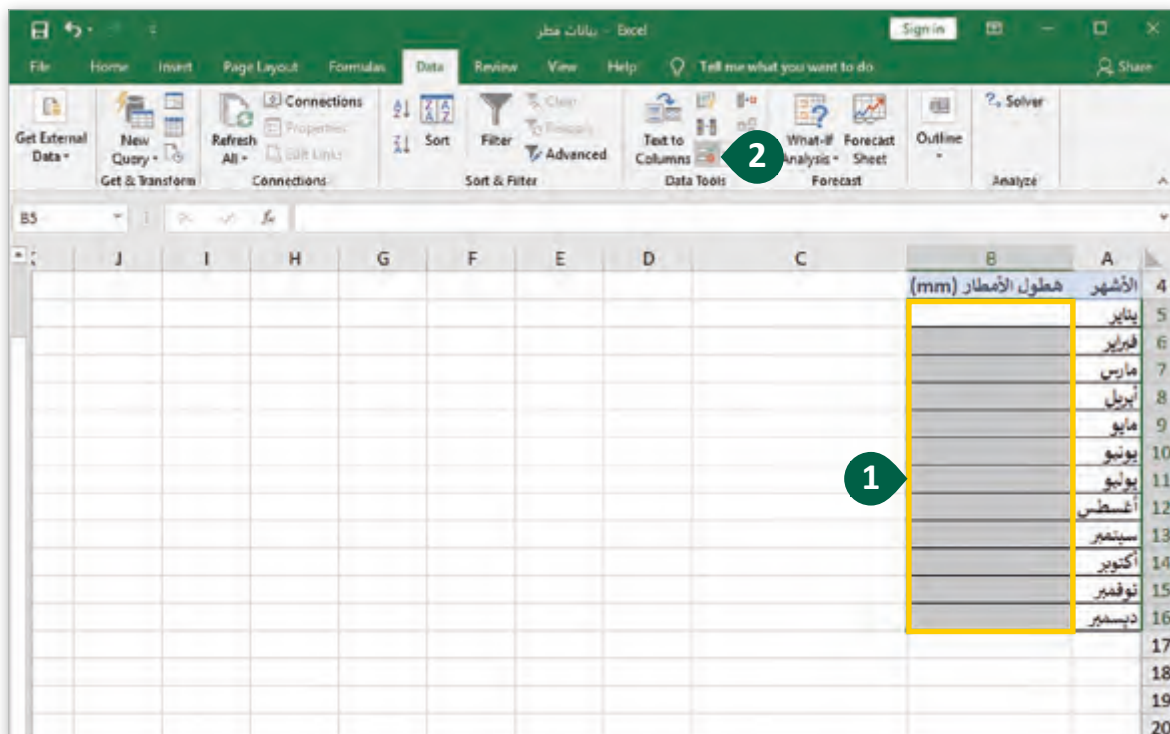 بيانات مطر - Excel
Sign in
File Home Insert Page Layout Formulas Data Review View Help Tell me what you want to do Share
Get External Data
New Query
Get & Transform
Refresh All
Connections
Properties
Edit Links
Connections
Sort
Filter
Clear
Reapply
Advanced
Sort & Filter
Text to Columns
Data Tools
2
What-If Analysis
Forecast Sheet
Forecast
Outline
Solver
Analyze
B5 fx
J I H G F E D C B A
الأشهر هطول الأمطار (mm) 4
يناير 5
فبراير 6
مارس 7
أبريل 8
مايو 9
يونيو 10
يوليو 11
1
أغسطس 12
سبتمبر 13
أكتوبر 14
نوفمبر 15
ديسمبر 16
17
18
19
20